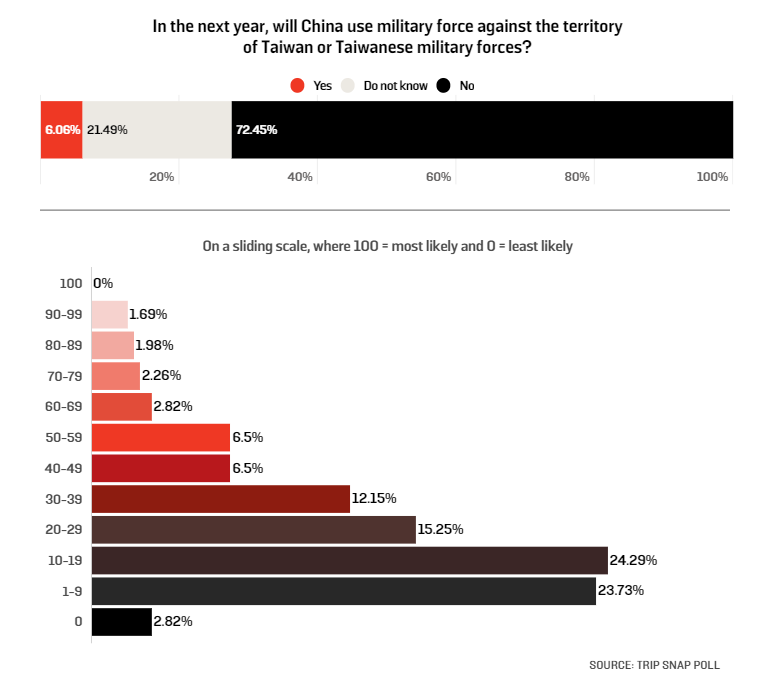 In the next year, will China use military force against the territory
of Taiwan or Taiwanese military forces?
Yes Do not know No
6.06% 21.49% 72.45%
20% 40% 60% 80% 100%
On a sliding scale, where 100 = most likely and 0 = least likely
100 0%
90-99 1.69%
80-89 1.98%
70-79 2.26%
60-69 2.82%
50-59 6.5%
40-49 6.5%
30-39 12.15%
20-29 15.25%
10-19 24.29%
1-9 23.73%
0 2.82%
SOURCE: TRIP SNAP POLL